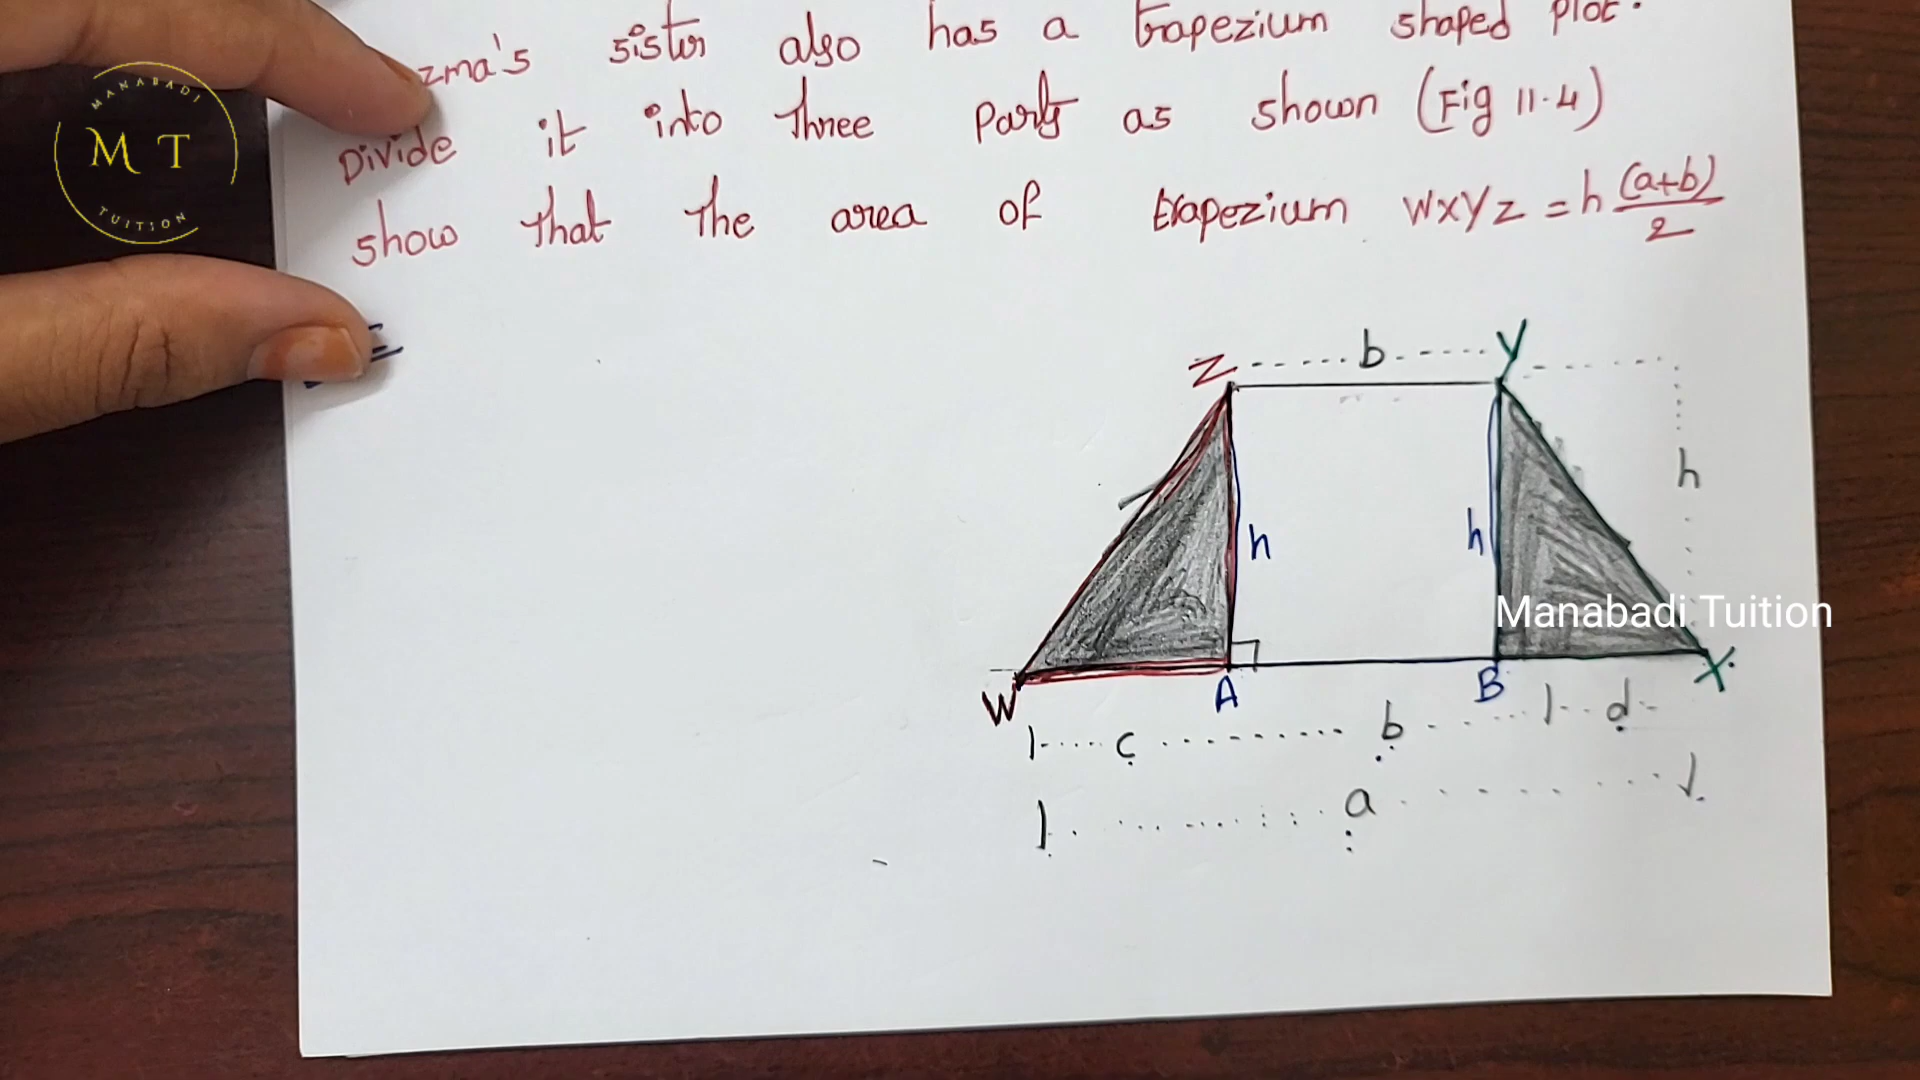 zma's sister also has a trapezium shaped plot.
Divide it into three parts as shown (Fig 11.4)
show that the area of trapezium WXYZ = h (a+b)/2
MANABADI
MT
TUITION
Z b Y
h
h h
Manabadi Tuition
W A B X
c b d
a